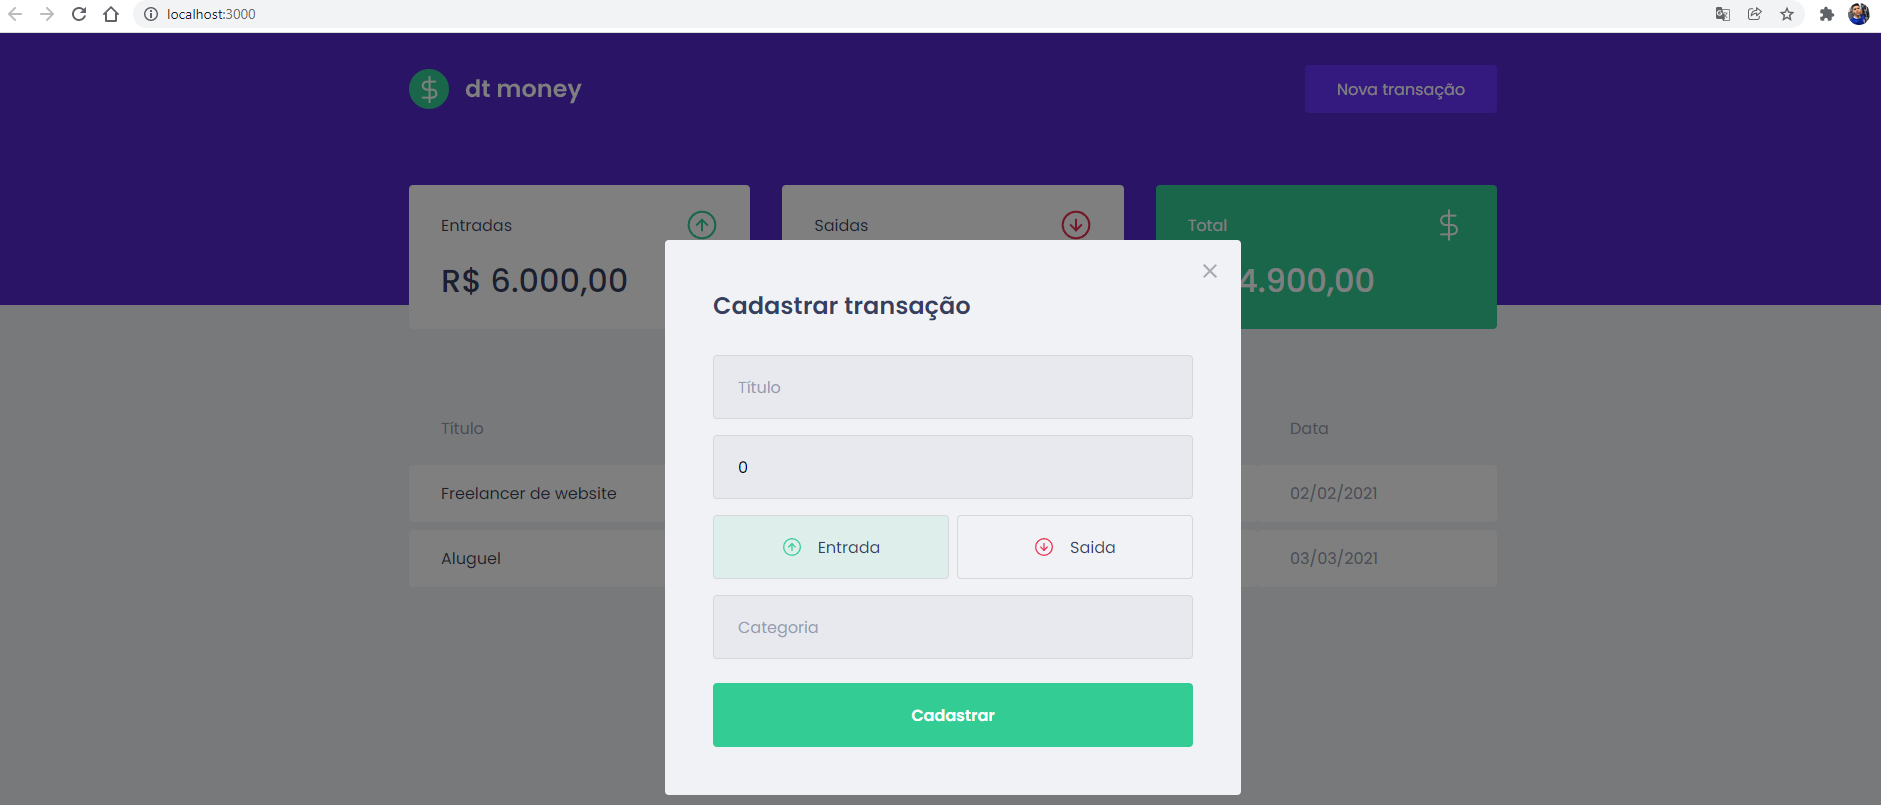 localhost:3000
dt money
Nova transação
Entradas
R$ 6.000,00
Saidas
Total
4.900,00
Cadastrar transação
Título
0
Entrada
Saida
Categoria
Cadastrar
Título
Data
Freelancer de website
02/02/2021
Aluguel
03/03/2021